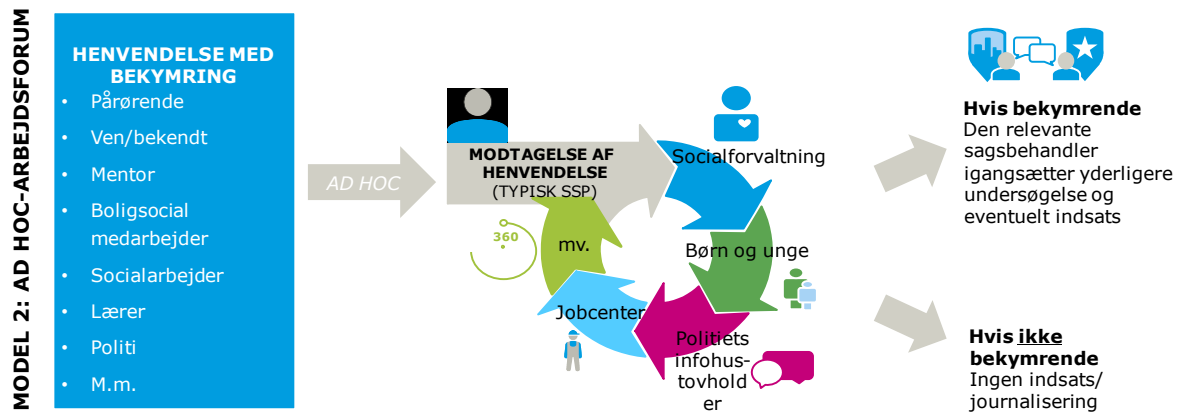 MODEL 2: AD HOC-ARBEJDSFORUM
HENVENDELSE MED
BEKYMRING
• Pårørende
• Ven/bekendt
• Mentor
• Boligsocial
medarbejder
• Socialarbejder
• Lærer
• Politi
• M.m.
AD HOC
MODTAGELSE AF
HENVENDELSE
(TYPISK SSP)
Socialforvaltning
Børn og unge
Politiets
infohus-
tovhold
er
Jobcenter
mv.
360
Hvis bekymrende
Den relevante
sagsbehandler
igangsætter yderligere
undersøgelse og
eventuelt indsats
Hvis ikke
bekymrende
Ingen indsats/
journalisering